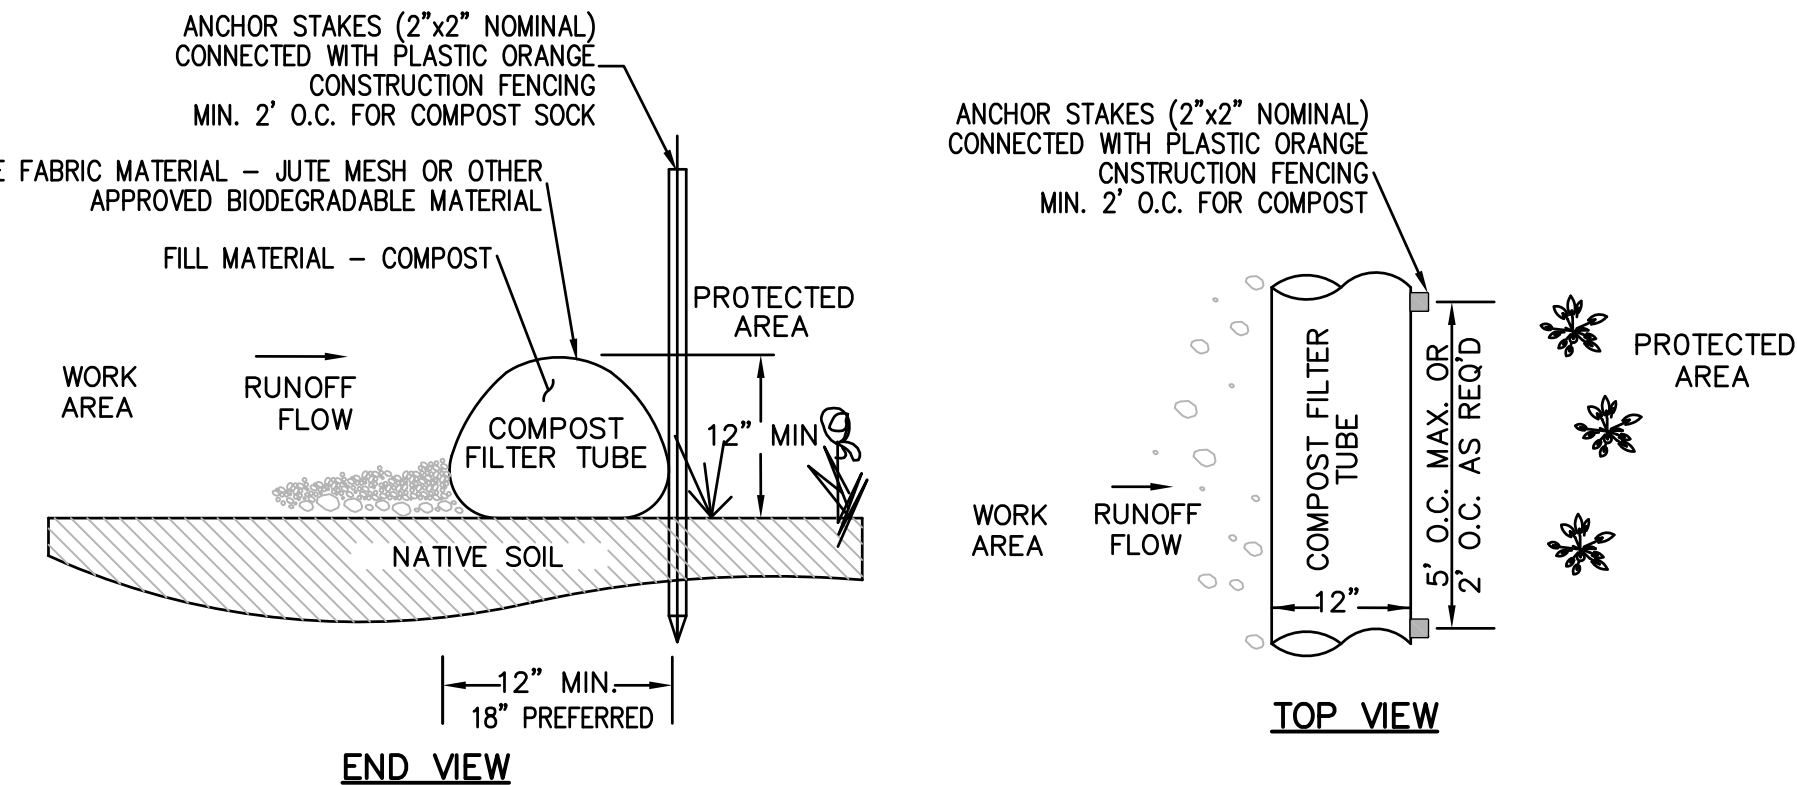 ANCHOR STAKES (2"x2" NOMINAL)
CONNECTED WITH PLASTIC ORANGE
CONSTRUCTION FENCING
MIN. 2' O.C. FOR COMPOST SOCK
FABRIC MATERIAL - JUTE MESH OR OTHER
APPROVED BIODEGRADABLE MATERIAL
FILL MATERIAL - COMPOST
PROTECTED
AREA
WORK
AREA
RUNOFF
FLOW
COMPOST
FILTER TUBE
12" MIN
NATIVE SOIL
12" MIN.
18" PREFERRED
END VIEW
ANCHOR STAKES (2"x2" NOMINAL)
CONNECTED WITH PLASTIC ORANGE
CNSTRUCTION FENCING
MIN. 2' O.C. FOR COMPOST
COMPOST FILTER
TUBE
5' O.C. MAX. OR
2' O.C. AS REQ'D
PROTECTED
AREA
WORK
AREA
RUNOFF
FLOW
12"
TOP VIEW